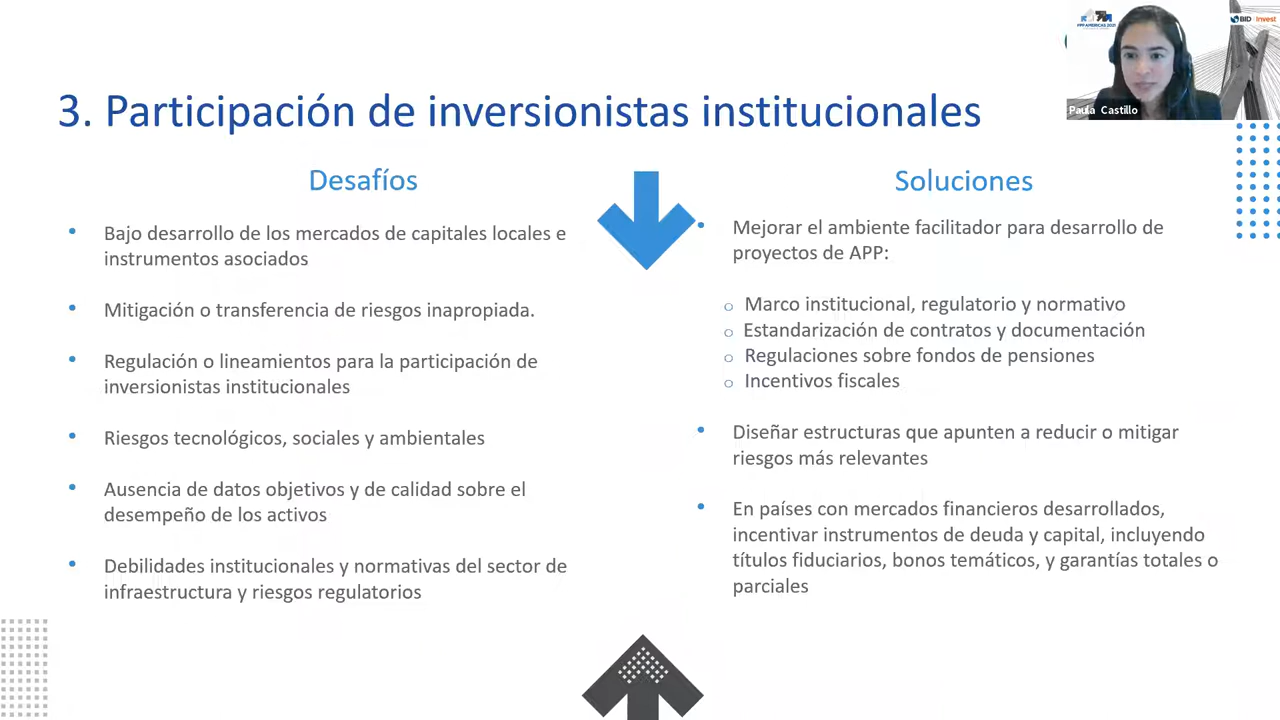 PPPAMERICAS 2021
BID Invest
Paula Castillo
3. Participación de inversionistas institucionales
Desafíos
Bajo desarrollo de los mercados de capitales locales e
instrumentos asociados
Mitigación o transferencia de riesgos inapropiada.
Regulación o lineamientos para la participación de
inversionistas institucionales
Riesgos tecnológicos, sociales y ambientales
Ausencia de datos objetivos y de calidad sobre el
desempeño de los activos
Debilidades institucionales y normativas del sector de
infraestructura y riesgos regulatorios
Soluciones
Mejorar el ambiente facilitador para desarrollo de
proyectos de APP:
Marco institucional, regulatorio y normativo
Estandarización de contratos y documentación
Regulaciones sobre fondos de pensiones
Incentivos fiscales
Diseñar estructuras que apunten a reducir o mitigar
riesgos más relevantes
En países con mercados financieros desarrollados,
incentivar instrumentos de deuda y capital, incluyendo
títulos fiduciarios, bonos temáticos, y garantías totales o
parciales